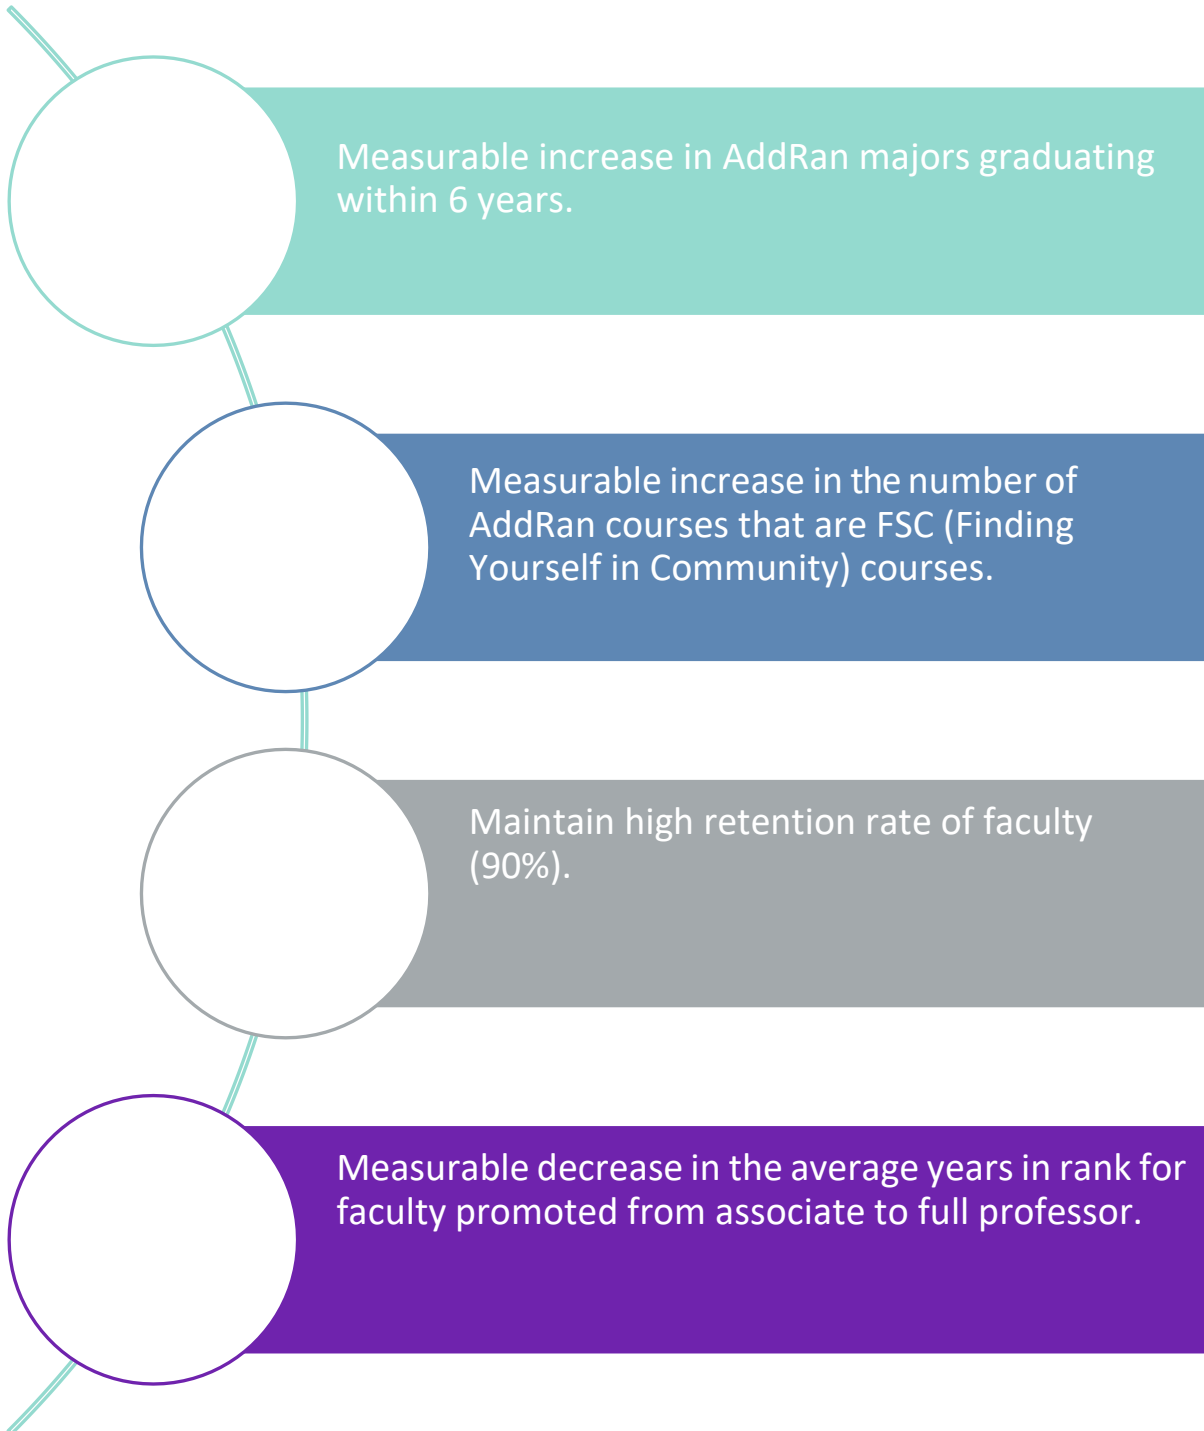 Measurable increase in AddRan majors graduating
within 6 years.
Measurable increase in the number of
AddRan courses that are FSC (Finding
Yourself in Community) courses.
Maintain high retention rate of faculty
(90%).
Measurable decrease in the average years in rank for
faculty promoted from associate to full professor.